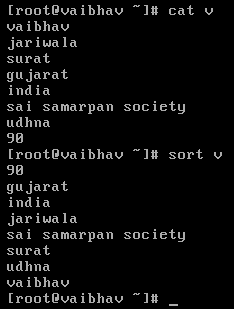 [root@vaibhav ~]# cat v
vaibhav
jariwala
surat
gujarat
india
sai samarpan society
udhna
90
[root@vaibhav ~]# sort v
90
gujarat
india
jariwala
sai samarpan society
surat
udhna
vaibhav
[root@vaibhav ~]# _